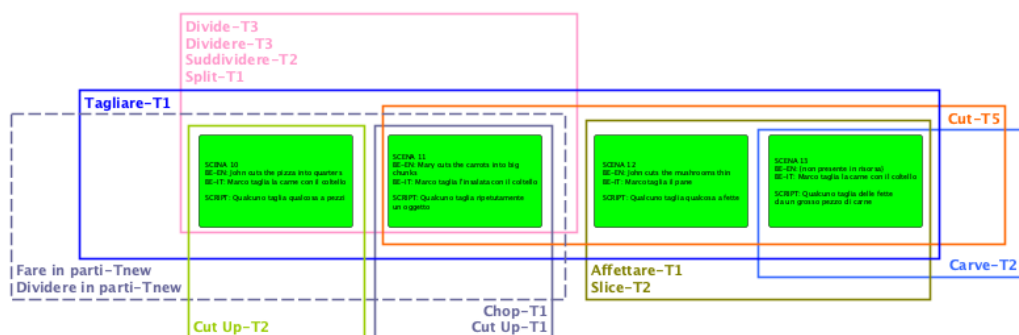 Divide-T3
Dividere-T3
Suddividere-T2
Split-T1
Tagliare-T1
Cut-T5
SCENA 10
BE-EN: John cuts the pizza into quarters
BE-IT: Marco taglia la carne con il coltello
SCRIPT: Qualcuno taglia qualcosa a pezzi
SCENA 11
BE-EN: Mary cuts the carrots into big
chunks
BE-IT: Marco taglia l'insalata con il coltello
SCRIPT: Qualcuno taglia ripetutamente
un oggetto
SCENA 12
BE-EN: John cuts the mushrooms thin
BE-IT: Marco taglia il pane
SCRIPT: Qualcuno taglia qualcosa a fette
SCENA 13
BE-EN: (non presente in risorsa)
BE-IT: Marco taglia la carne con il coltello
SCRIPT: Qualcuno taglia delle fette
da un grosso pezzo di carne
Fare in parti-Tnew
Dividere in parti-Tnew
Affettare-T1
Slice-T2
Carve-T2
Chop-T1
Cut Up-T1
Cut Up-T2